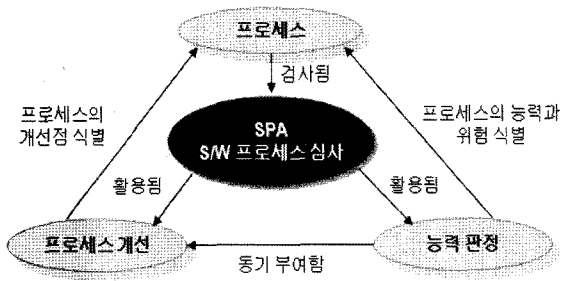 프로세스
검사됨
프로세스의
개선점 식별
SPA
S/W 프로세스 심사
프로세스의 능력과
위험 식별
활용됨
활용됨
프로세스 개선
동기 부여함
능력 판정